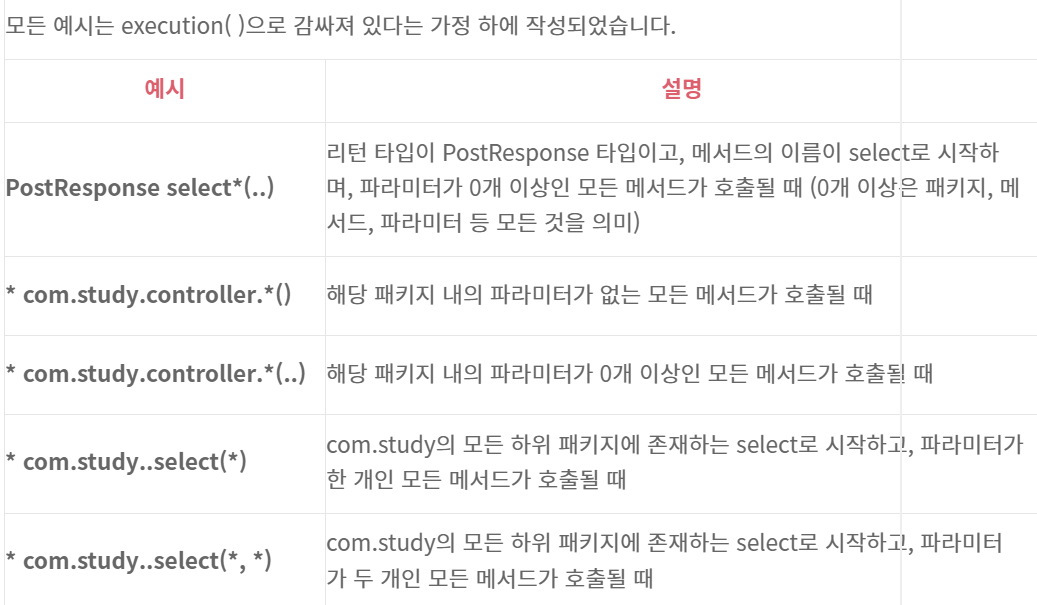 모든 예시는 execution( )으로 감싸져 있다는 가정 하에 작성되었습니다.
예시
설명
PostResponse select*(..)
리턴 타입이 PostResponse 타입이고, 메서드의 이름이 select로 시작하
며, 파라미터가 0개 이상인 모든 메서드가 호출될 때 (0개 이상은 패키지, 메
서드, 파라미터 등 모든 것을 의미)
* com.study.controller.*()
해당 패키지 내의 파라미터가 없는 모든 메서드가 호출될 때
* com.study.controller.*(..)
해당 패키지 내의 파라미터가 0개 이상인 모든 메서드가 호출될 때
* com.study..select(*)
com.study의 모든 하위 패키지에 존재하는 select로 시작하고, 파라미터가
한 개인 모든 메서드가 호출될 때
* com.study..select(*, *)
com.study의 모든 하위 패키지에 존재하는 select로 시작하고, 파라미터
가 두 개인 모든 메서드가 호출될 때